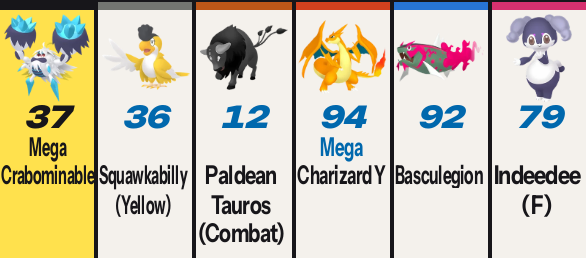 37 36 12 94 92 79
Mega Mega
Crabominable Squawkabilly Paldean Charizard Y Basculegion Indeedee
(Yellow) Tauros (F)
(Combat)